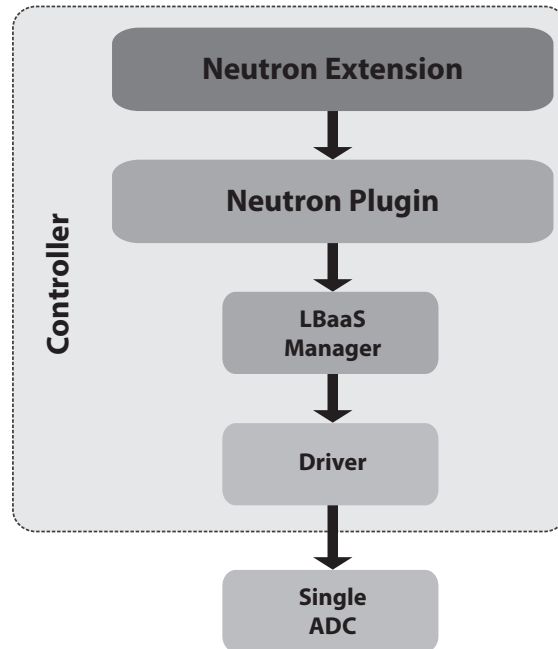 Neutron Extension
Neutron Plugin
Controller
LBaaS
Manager
Driver
Single
ADC